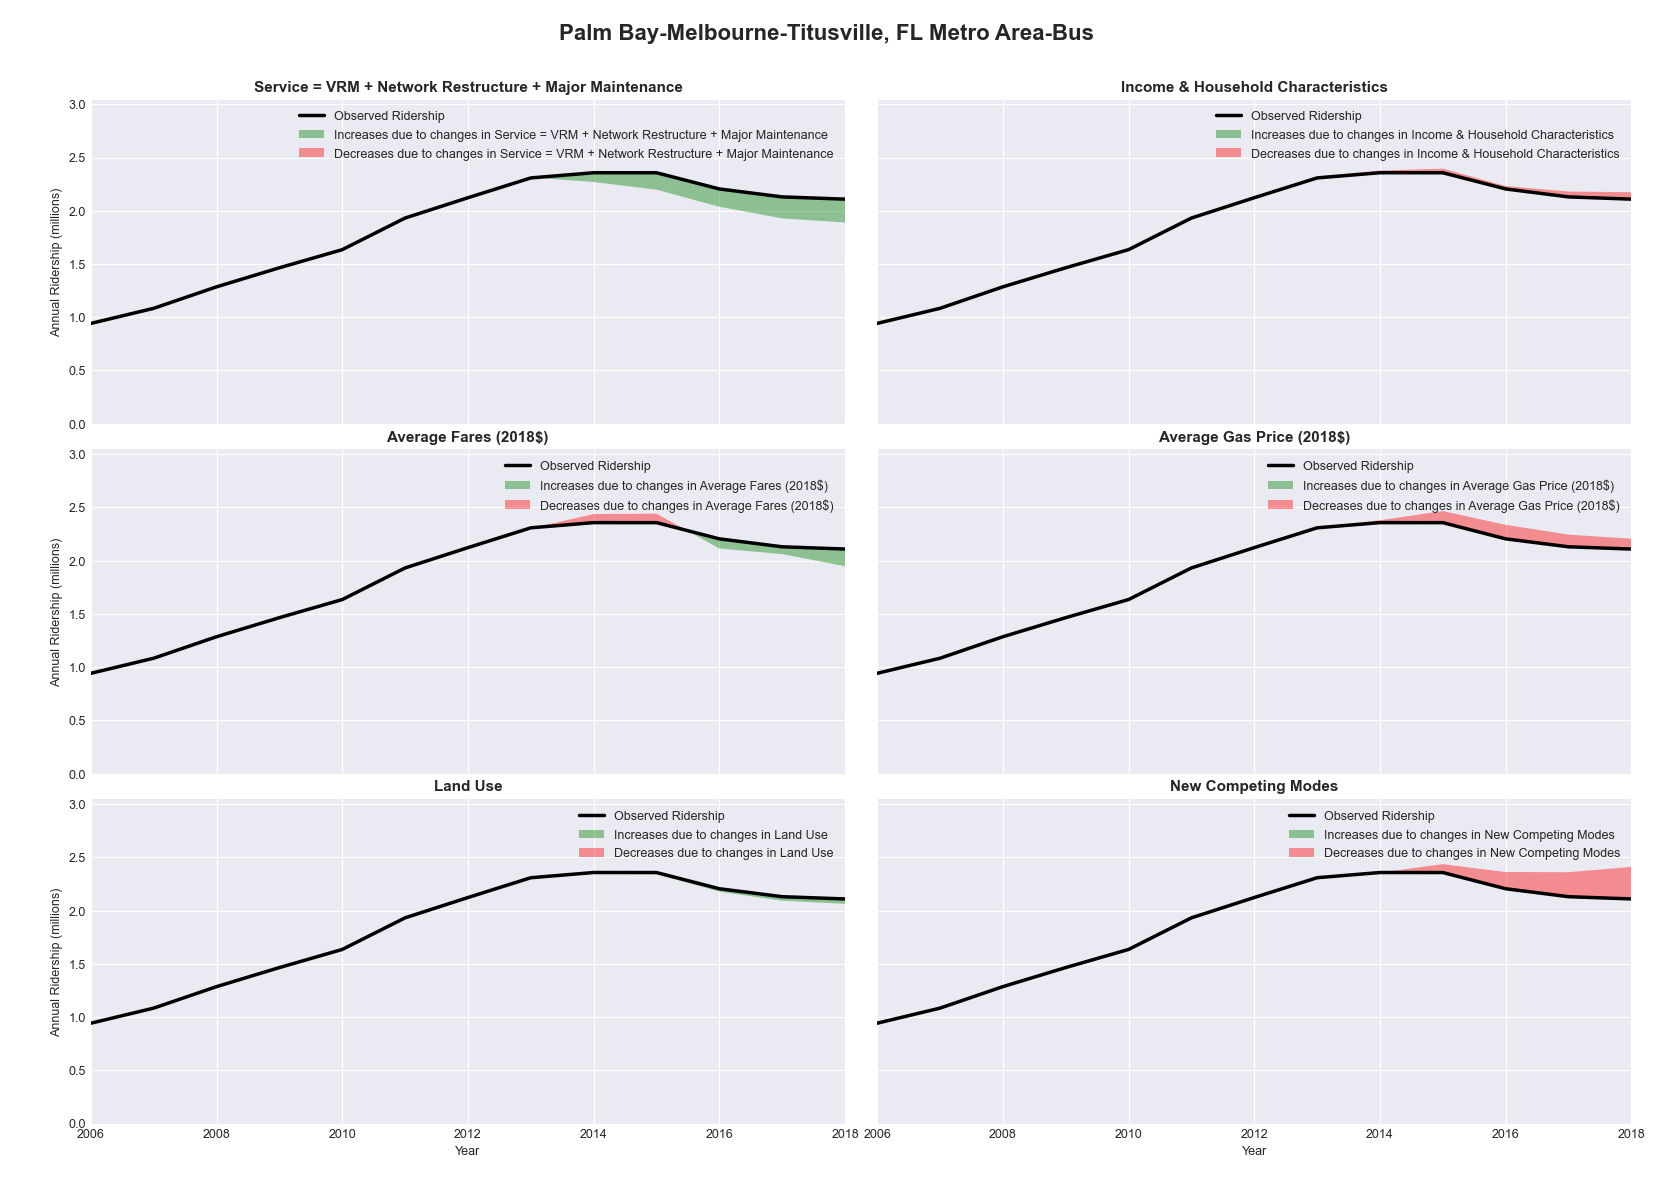 Palm Bay-Melbourne-Titusville, FL Metro Area-Bus
Service = VRM + Network Restructure + Major Maintenance
Observed Ridership
Increases due to changes in Service = VRM + Network Restructure + Major Maintenance
Decreases due to changes in Service = VRM + Network Restructure + Major Maintenance
3.0
2.5
2.0
1.5
1.0
0.5
0.0
Annual Ridership (millions)
Income & Household Characteristics
Observed Ridership
Increases due to changes in Income & Household Characteristics
Decreases due to changes in Income & Household Characteristics
Average Fares (2018$)
Observed Ridership
Increases due to changes in Average Fares (2018$)
Decreases due to changes in Average Fares (2018$)
3.0
2.5
2.0
1.5
1.0
0.5
0.0
Annual Ridership (millions)
Average Gas Price (2018$)
Observed Ridership
Increases due to changes in Average Gas Price (2018$)
Decreases due to changes in Average Gas Price (2018$)
Land Use
Observed Ridership
Increases due to changes in Land Use
Decreases due to changes in Land Use
3.0
2.5
2.0
1.5
1.0
0.5
0.0
Annual Ridership (millions)
2006 2008 2010 2012 2014 2016 2018
Year
New Competing Modes
Observed Ridership
Increases due to changes in New Competing Modes
Decreases due to changes in New Competing Modes
2006 2008 2010 2012 2014 2016 2018
Year